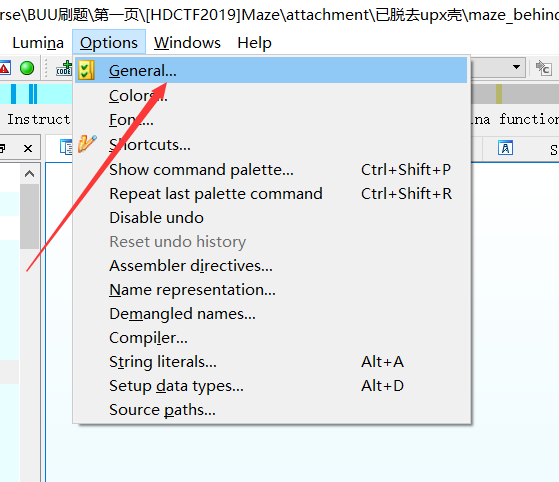 rse\BUU刷题\第一页\[HDCTF2019]Maze\attachment\已脱去upx壳\maze_behin
Lumina Options Windows Help
General...
Instruct
na function
Colors...
Font...
Shortcuts...
S
Show command palette... Ctrl+Shift+P
Repeat last palette command Ctrl+Shift+R
Disable undo
Reset undo history
Assembler directives...
Name representation...
Demangled names...
Compiler...
String literals... Alt+A
Setup data types... Alt+D
Source paths...